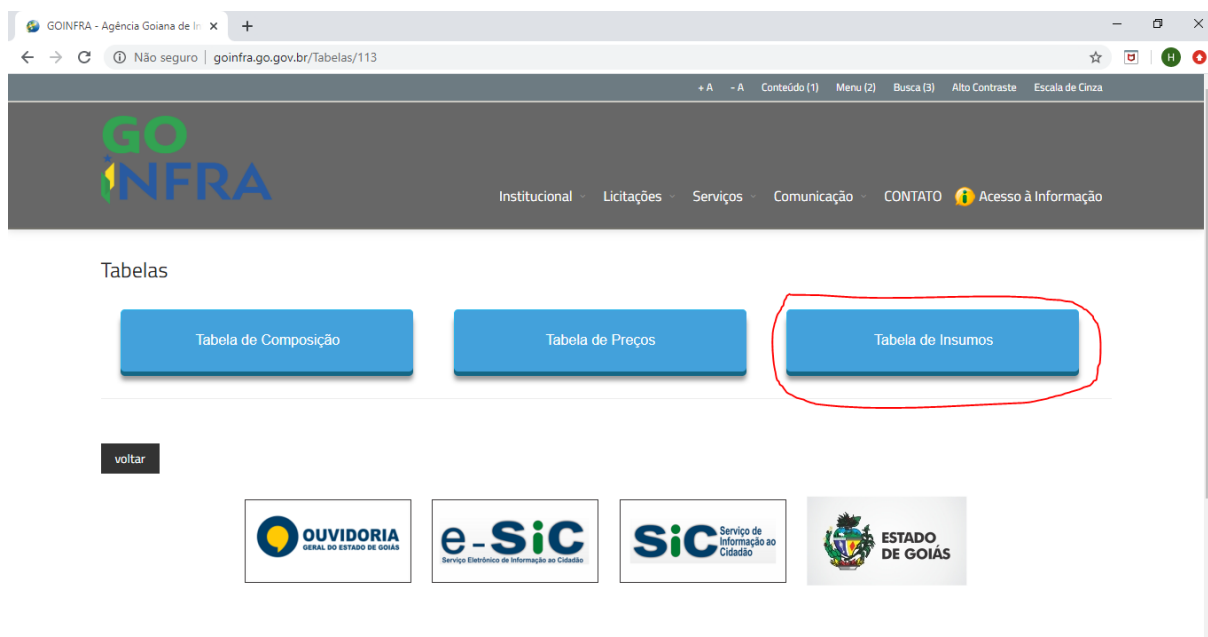 GOINFRA - Agência Goiana de In
Não seguro | goinfra.go.gov.br/Tabelas/113
H
+ A - A Conteúdo (1) Menu (2) Busca (3) Alto Contraste Escala de Cinza
GO
INFRA
Institucional Licitações Serviços Comunicação CONTATO Acesso à Informação
Tabelas
Tabela de Composição Tabela de Preços Tabela de Insumos
voltar
OUVIDORIA
GERAL DO ESTADO DE GOIÁS
e-SiC
Serviço Eletrônico de Informação ao Cidadão
SiC
Serviço de
Informação ao
Cidadão
ESTADO
DE GOIÁS